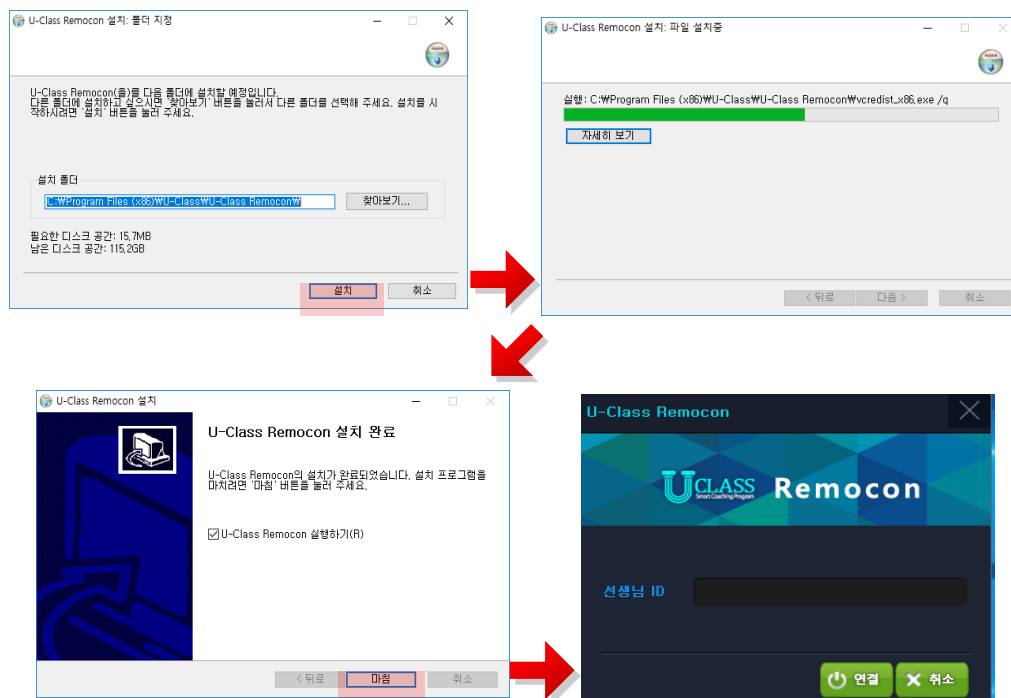 U-Class Remocon 설치: 폴더 지정
U-Class Remocon(을)를 다음 폴더에 설치할 예정입니다.
다른 폴더에 설치하고 싶으시면 '찾아보기' 버튼을 눌러서 다른 폴더를 선택해 주세요. 설치를 시
작하시려면 '설치' 버튼을 눌러 주세요.
설치 폴더
C:₩Program Files (x86)₩U-Class₩U-Class Remocon₩
찾아보기...
필요한 디스크 공간: 15.7MB
남은 디스크 공간: 115.2GB
설치
취소
U-Class Remocon 설치: 파일 설치중
실행: C:₩Program Files (x86)₩U-Class₩U-Class Remocon₩vcredist_x86.exe /q
자세히 보기
< 뒤로
다음 >
취소
U-Class Remocon 설치
U-Class Remocon 설치 완료
U-Class Remocon의 설치가 완료되었습니다. 설치 프로그램을
마치려면 '마침' 버튼을 눌러 주세요.
U-Class Remocon 실행하기(R)
< 뒤로
마침
취소
U-Class Remocon
UCLASS Remocon
Smart Coaching Program
선생님 ID
연결
취소